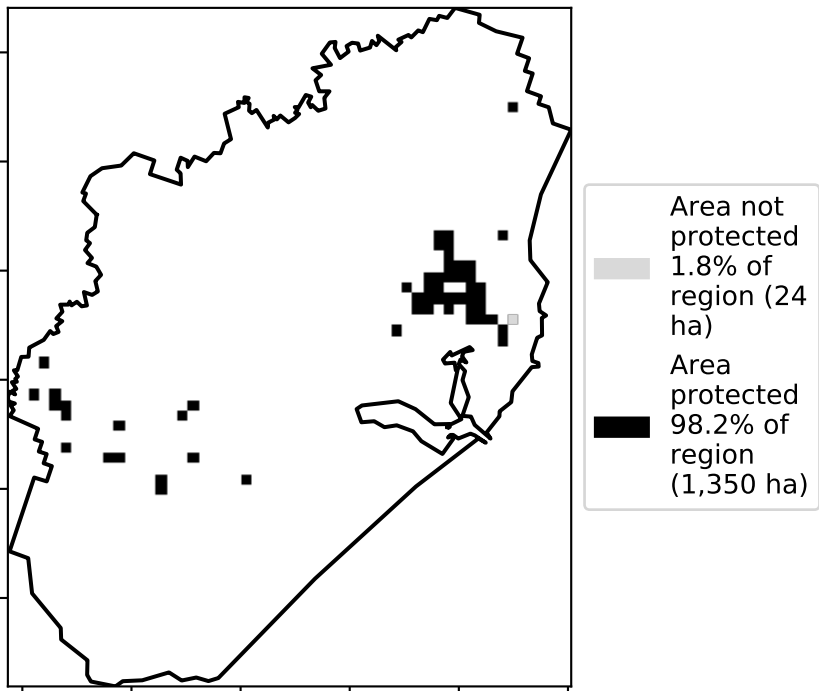 Area not
protected
1.8% of
region (24
ha)
Area
protected
98.2% of
region
(1,350 ha)